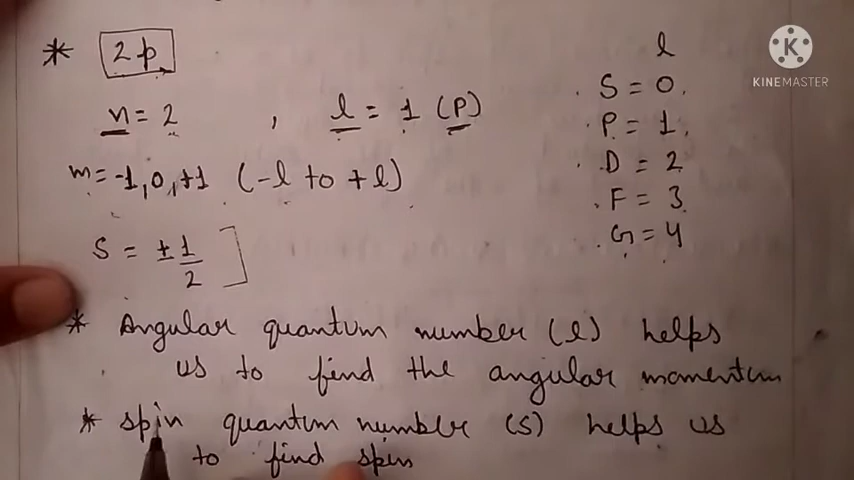 * 2p
n = 2 , l = 1 (P)
m = -1, 0, +1 (-l to +l)
S = ± 1/2 ]
l
S = 0
P = 1
D = 2
F = 3
G = 4
* Angular quantum number (l) helps
us to find the angular momentum
* spin quantum number (s) helps us
to find spin
K
KINEMASTER